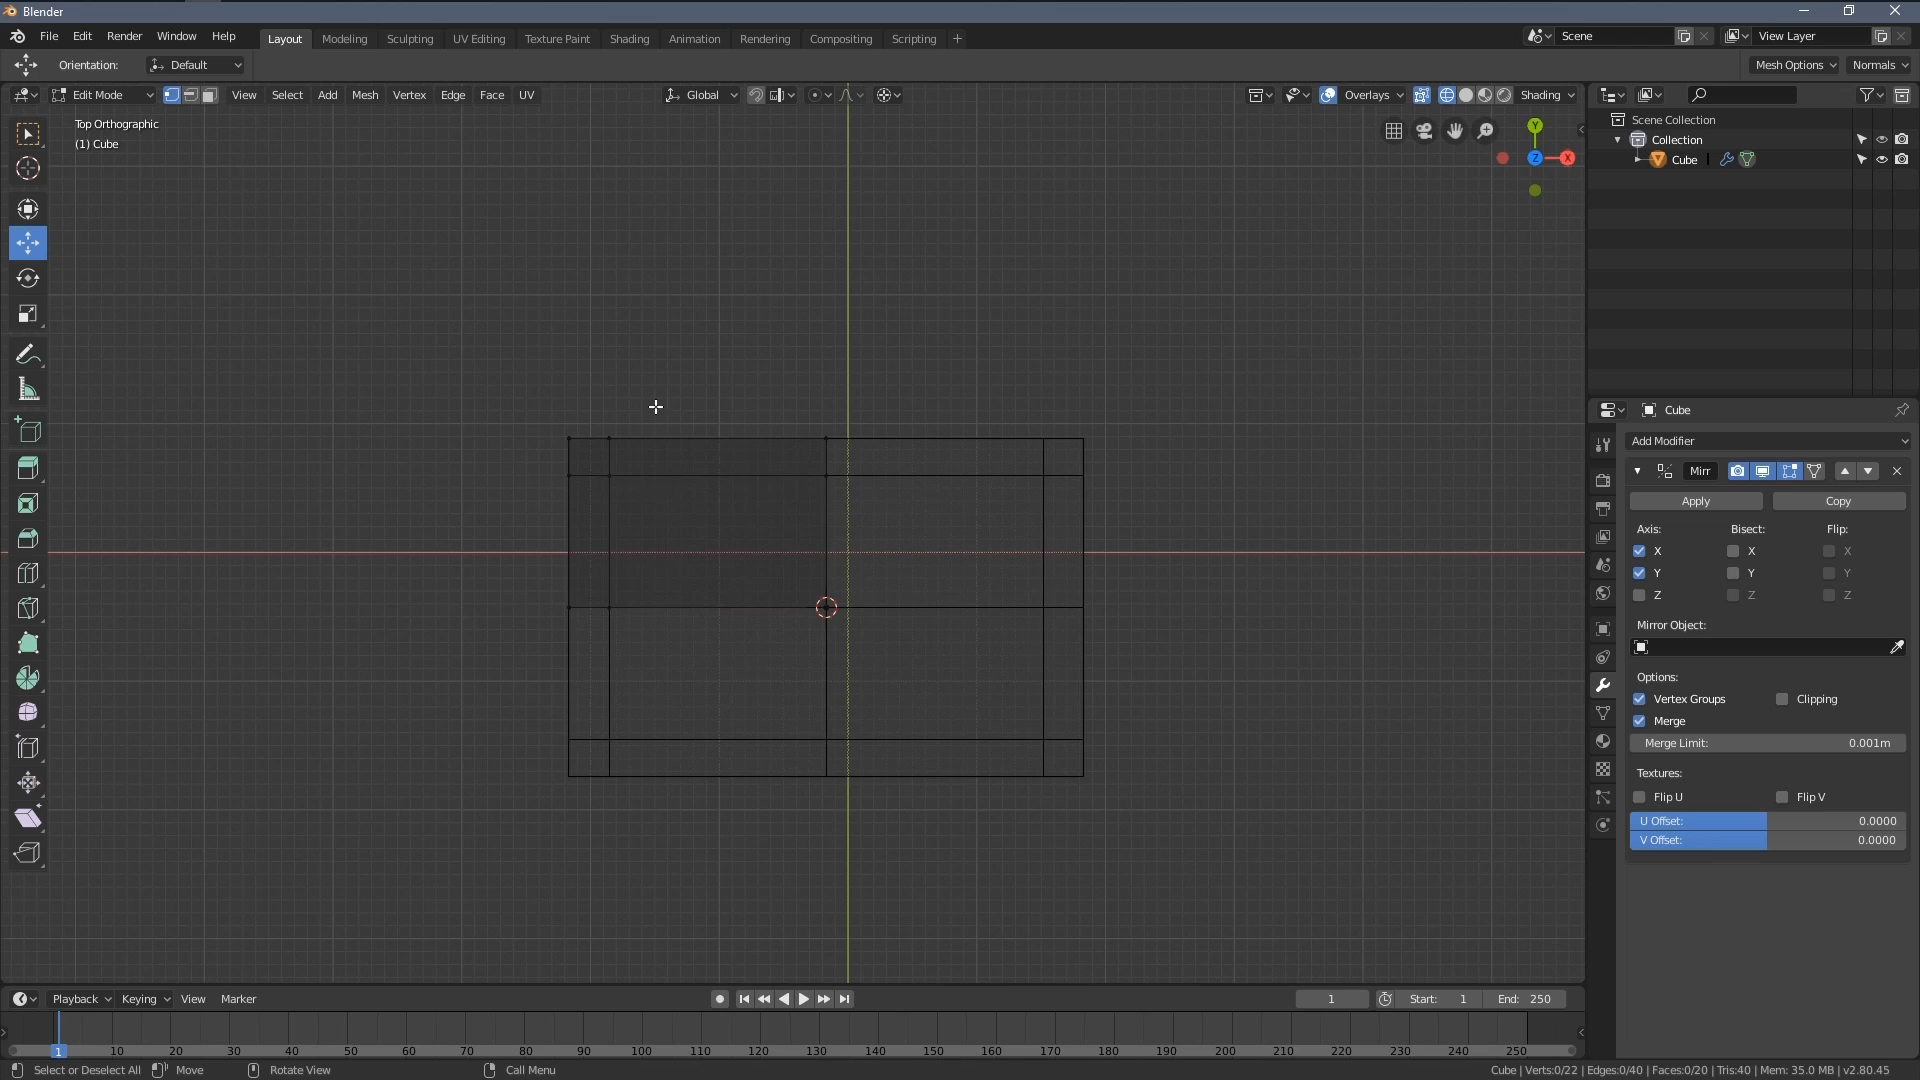 Blender
File Edit Render Window Help Layout Modeling Sculpting UV Editing Texture Paint Shading Animation Rendering Compositing Scripting + Scene View Layer
Orientation: Default Mesh Options Normals
Edit Mode View Select Add Mesh Vertex Edge Face UV Global Overlays Shading
Top Orthographic
(1) Cube
Y
Z X
Scene Collection
Collection
Cube
Cube
Add Modifier
Mirr
Apply Copy
Axis: Bisect: Flip:
X X X
Y Y Y
Z Z Z
Mirror Object:
Options:
Vertex Groups Clipping
Merge
Merge Limit: 0.001m
Textures:
Flip U Flip V
U Offset: 0.0000
V Offset: 0.0000
Playback Keying View Marker 1 Start: 1 End: 250
1 10 20 30 40 50 60 70 80 90 100 110 120 130 140 150 160 170 180 190 200 210 220 230 240 250
Select or Deselect All Move Rotate View Call Menu Cube | Verts:0/22 | Edges:0/40 | Faces:0/20 | Tris:40 | Mem: 35.0 MB | v2.80.45